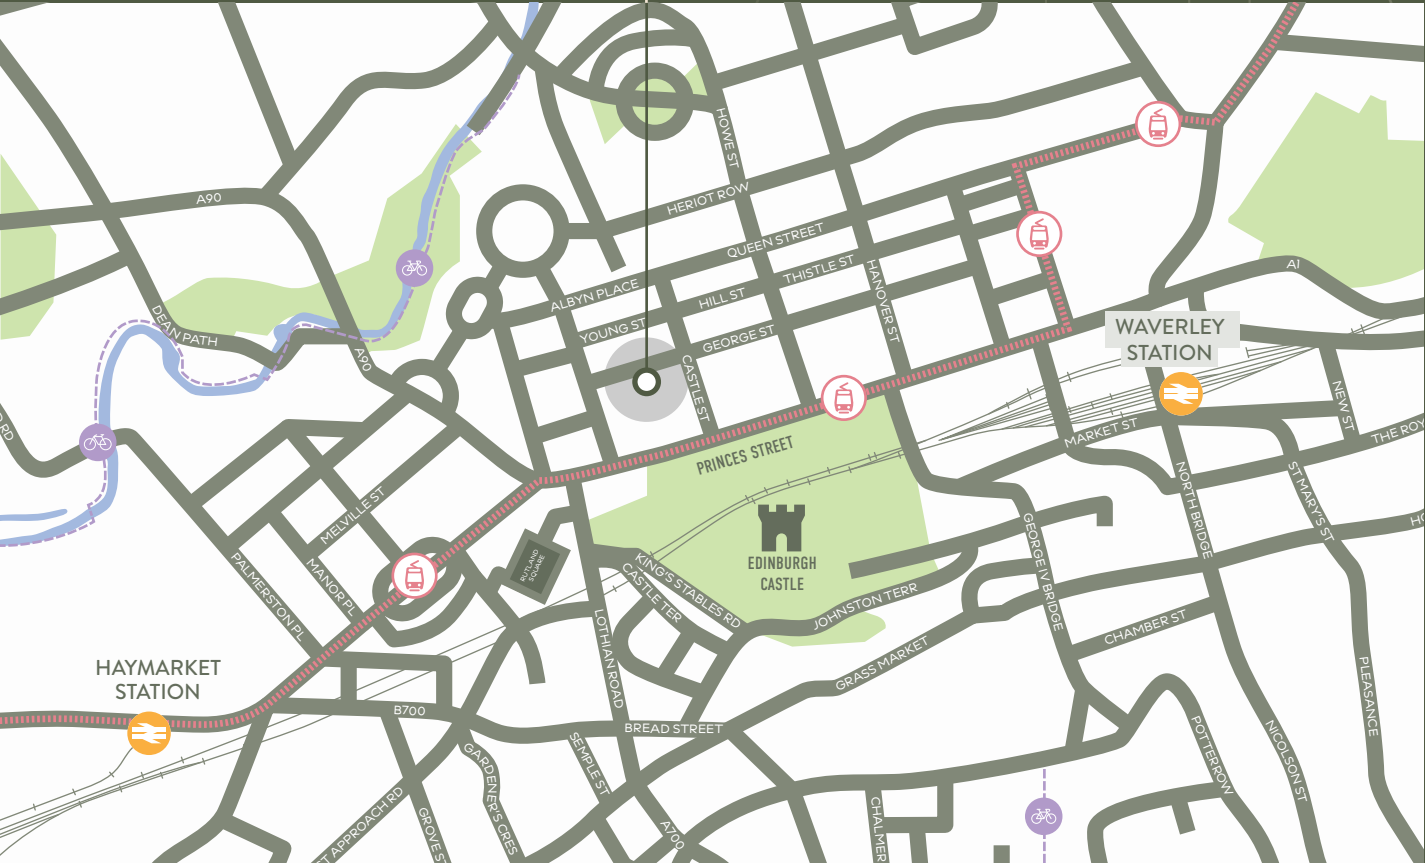 HOWE ST
A90
HERIOT ROW
QUEEN STREET
THISTLE ST
HILL ST
ALBYN PLACE
YOUNG ST
GEORGE ST
HANOVER ST
A1
DEAN PATH
A90
CASTLE ST
WAVERLEY
STATION
NEW ST
RD
MARKET ST
THE ROY
PRINCES STREET
NORTH BRIDGE
ST MARY'S ST
HO
MELVILLE ST
RUTLAND
SQUARE
EDINBURGH
CASTLE
GEORGE IV BRIDGE
PALMERSTON PL
MANOR PL
KING'S STABLES RD
CASTLE TER
JOHNSTON TERR
CHAMBER ST
LOTHIAN ROAD
GRASS MARKET
HAYMARKET
STATION
PLEASANCE
B700
BREAD STREET
POTTERROW
NICOLSON ST
GARDENER'S CRES
SEMPLE ST
T APPROACH RD
GROVE S
A700
CHALMER